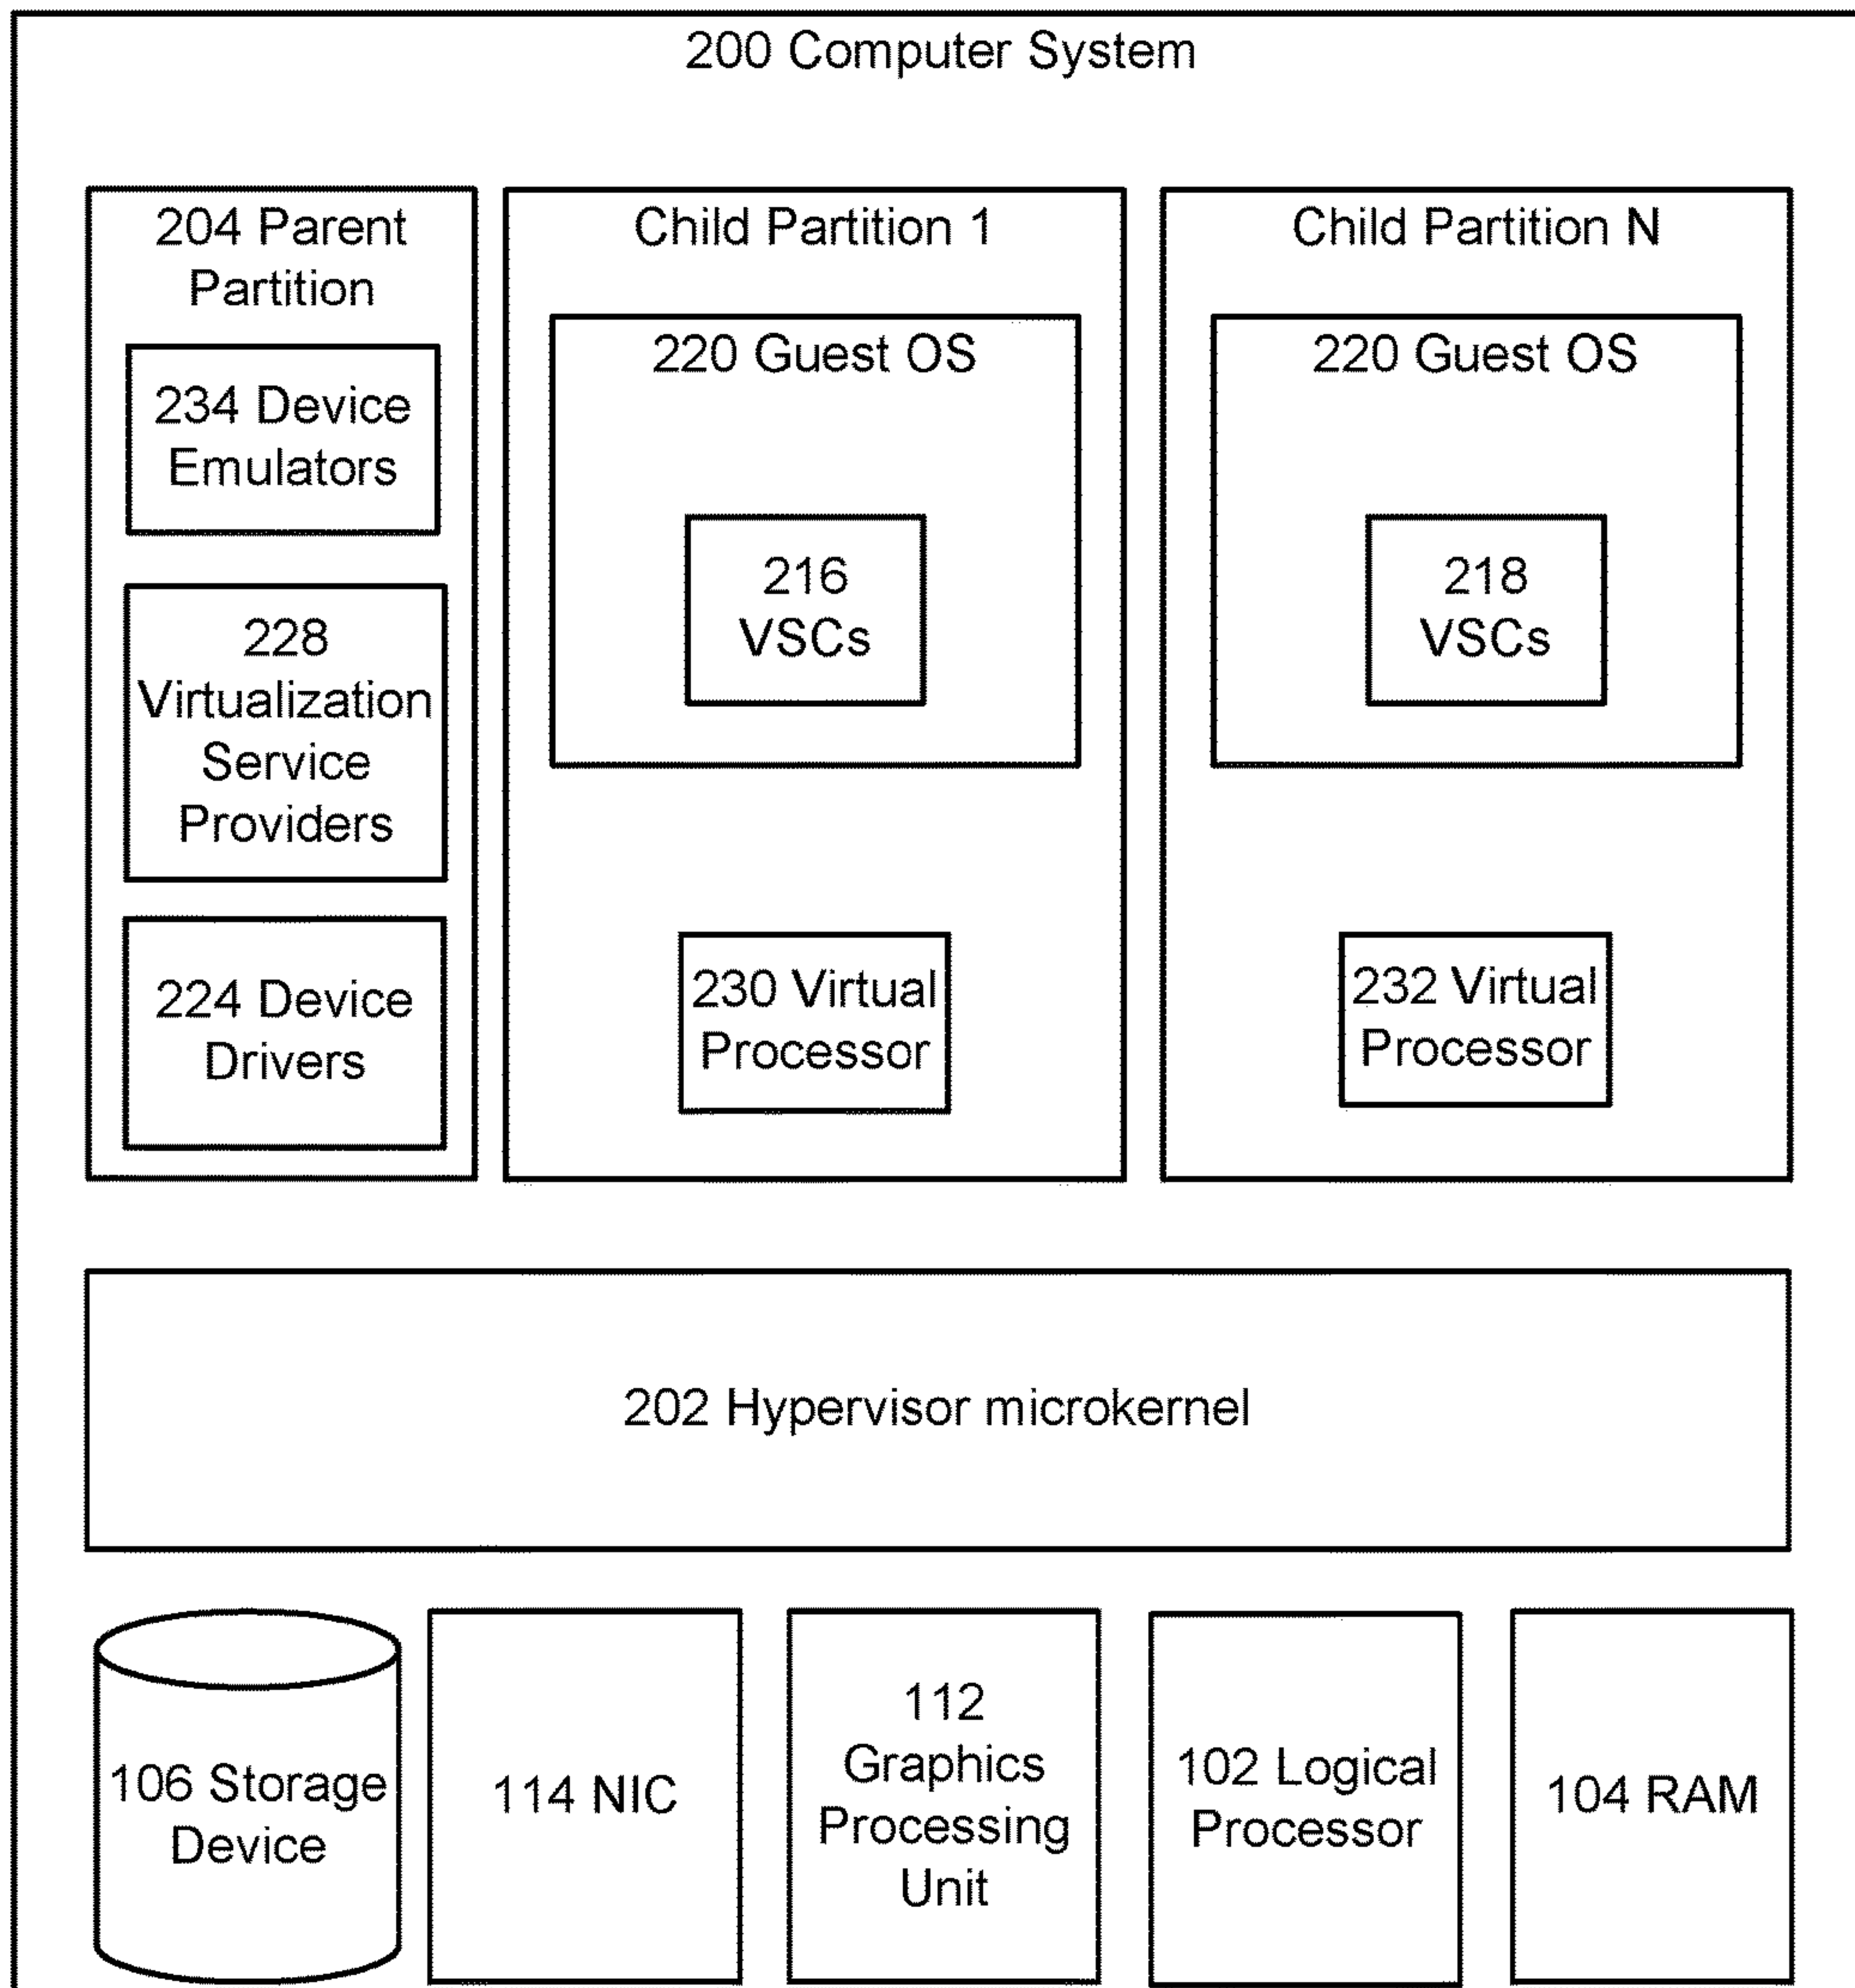 200 Computer System
204 Parent
Partition
234 Device
Emulators
228
Virtualization
Service
Providers
224 Device
Drivers
Child Partition 1
220 Guest OS
216
VSCs
230 Virtual
Processor
Child Partition N
220 Guest OS
218
VSCs
232 Virtual
Processor
202 Hypervisor microkernel
106 Storage
Device
114 NIC
112
Graphics
Processing
Unit
102 Logical
Processor
104 RAM